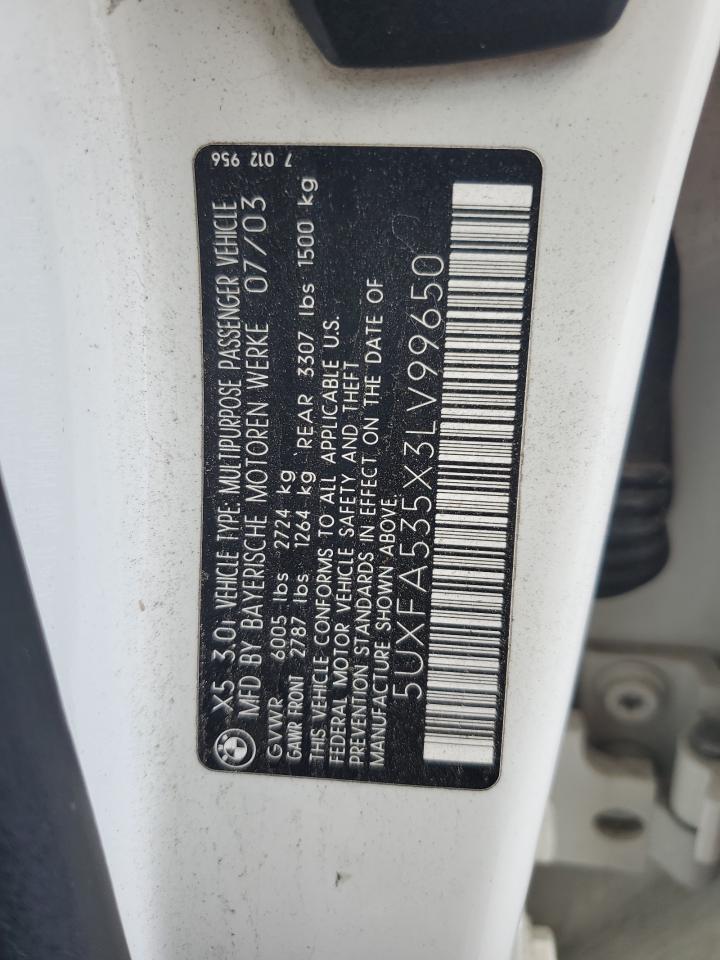 X5 3.0i VEHICLE TYPE: MULTIPURPOSE PASSENGER VEHICLE
MFD BY BAYERISCHE MOTOREN WERKE 07/03
GVWR 6005 lbs 2724 kg
GAWR FRONT 2787 lbs 1264 kg REAR 3307 lbs 1500 kg
THIS VEHICLE CONFORMS TO ALL APPLICABLE U.S.
FEDERAL MOTOR VEHICLE SAFETY AND THEFT
PREVENTION STANDARDS IN EFFECT ON THE DATE OF
MANUFACTURE SHOWN ABOVE.
5UXFA535X3LV99650
7 012 956